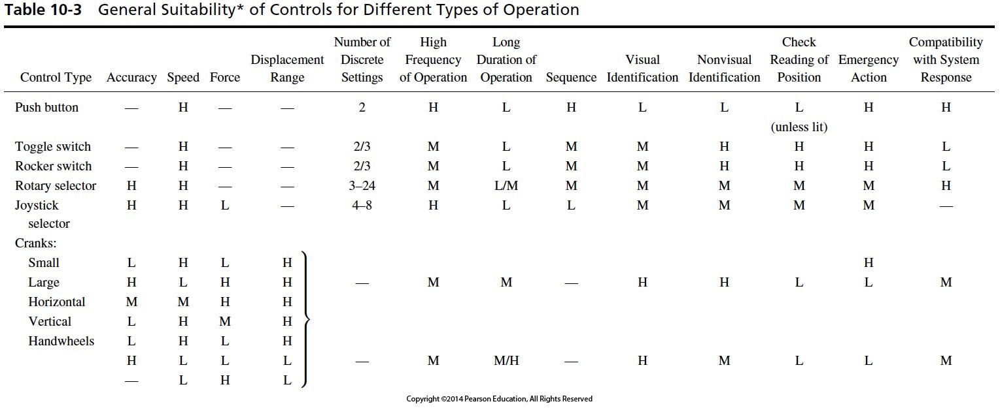 Table 10-3 General Suitability* of Controls for Different Types of Operation
Number of High Long Check Compatibility
Displacement Discrete Frequency Duration of Visual Nonvisual Reading of Emergency with System
Control Type Accuracy Speed Force Range Settings of Operation Operation Sequence Identification Identification Position Action Response
Push button — H — — 2 H L H L L L H H
(unless lit)
Toggle switch — H — — 2/3 M L M M H H H L
Rocker switch — H — — 2/3 M L M M H H H L
Rotary selector H H — — 3–24 M L/M M M M M M H
Joystick H H L — 4–8 H L L M M M M —
selector
Cranks:
Small L H L H H
Large H L H H — M M — H H L L M
Horizontal M M H H
Vertical L H M H
Handwheels L H L H
H L L L — M M/H — H M L L M
— L H L
Copyright ©2014 Pearson Education, All Rights Reserved